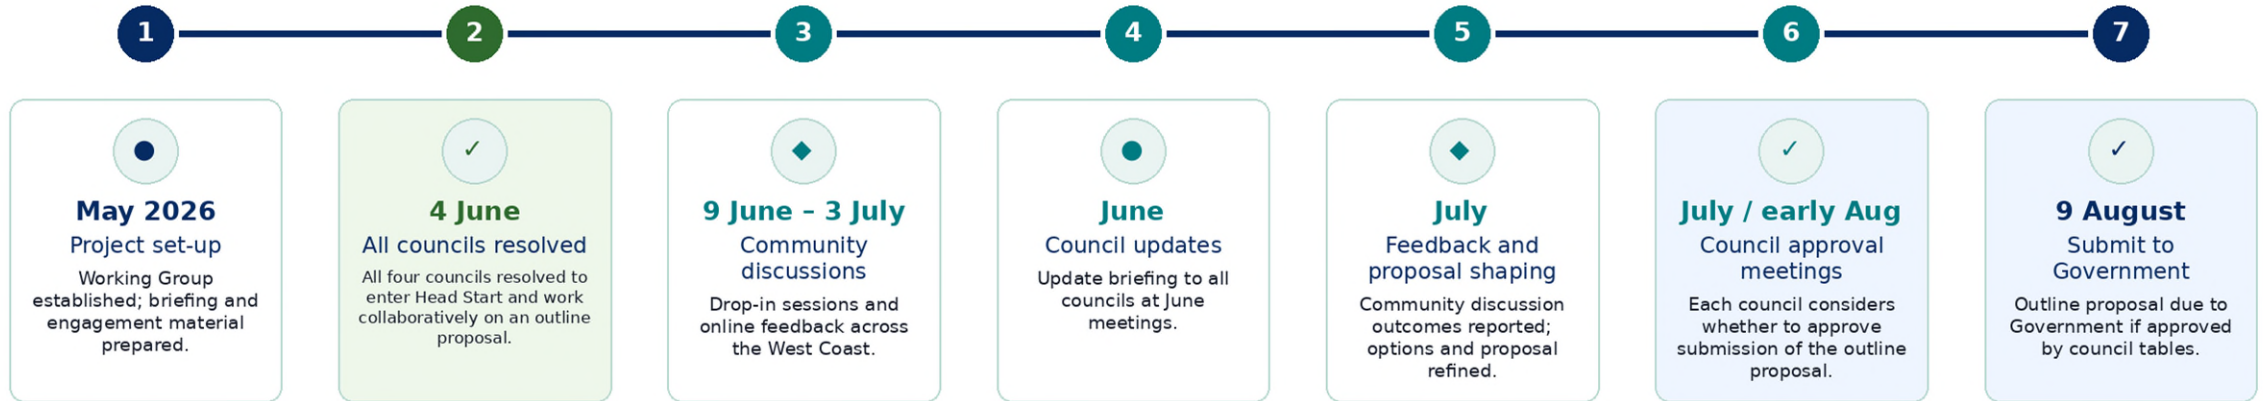 1
2
3
4
5
6
7
May 2026
Project set-up
Working Group
established; briefing and
engagement material
prepared.
4 June
All councils resolved
All four councils resolved to
enter Head Start and work
collaboratively on an outline
proposal.
9 June – 3 July
Community
discussions
Drop-in sessions and
online feedback across
the West Coast.
June
Council updates
Update briefing to all
councils at June
meetings.
July
Feedback and
proposal shaping
Community discussion
outcomes reported;
options and proposal
refined.
July / early Aug
Council approval
meetings
Each council considers
whether to approve
submission of the outline
proposal.
9 August
Submit to
Government
Outline proposal due to
Government if approved
by council tables.